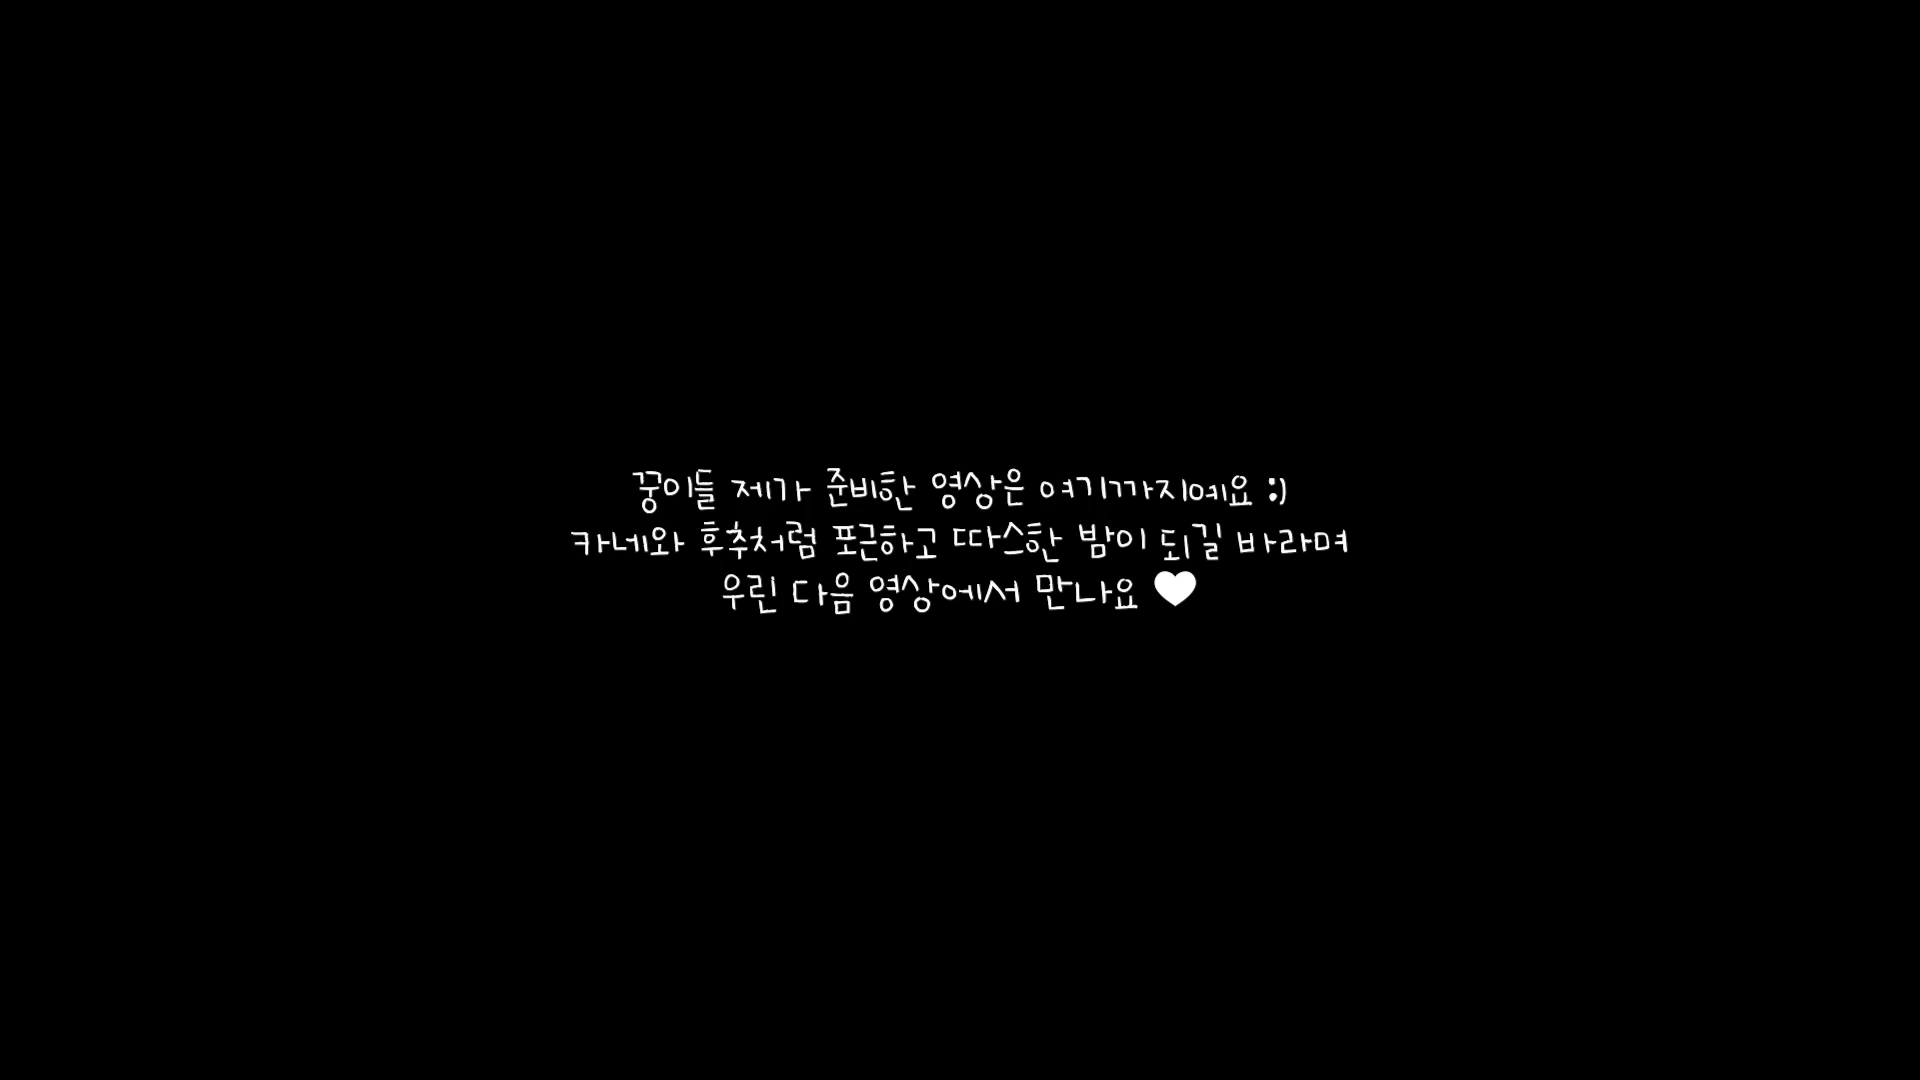 꿍이들 제가 준비한 영상은 여기까지에요 :)
카네와 후추처럼 포근하고 따스한 밤이 되길 바라며
우린 다음 영상에서 만나요 ♥